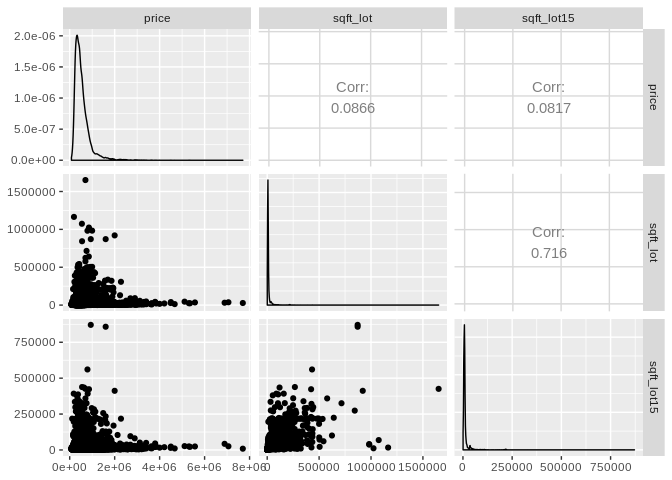 price
sqft_lot
sqft_lot15
2.0e-06
1.5e-06
1.0e-06
5.0e-07
0.0e+00
Corr:
0.0866
Corr:
0.0817
price
1500000
1000000
500000
0
Corr:
0.716
sqft_lot
750000
500000
250000
0
sqft_lot15
0e+00
2e+06
4e+06
6e+06
8e+06
0
500000
1000000
1500000
0
250000
500000
750000